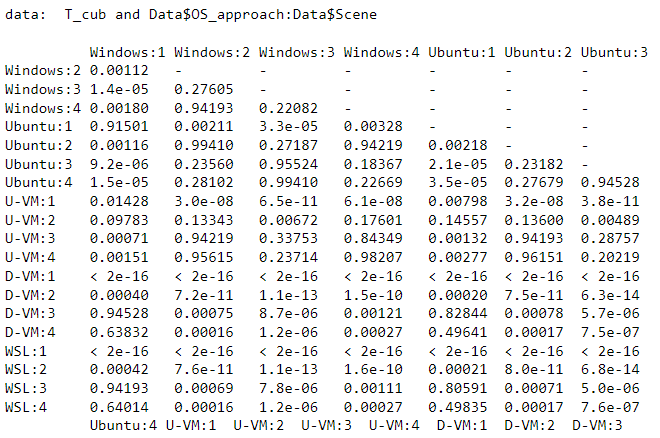 data:  T_cub and Data$OS_approach:Data$Scene
Windows:1 Windows:2 Windows:3 Windows:4 Ubuntu:1 Ubuntu:2 Ubuntu:3
Windows:2 0.00112 - - - - - -
Windows:3 1.4e-05 0.27605 - - - - -
Windows:4 0.00180 0.94193 0.22082 - - - -
Ubuntu:1 0.91501 0.00211 3.3e-05 0.00328 - - -
Ubuntu:2 0.00116 0.99410 0.27187 0.94219 0.00218 - -
Ubuntu:3 9.2e-06 0.23560 0.95524 0.18367 2.1e-05 0.23182 -
Ubuntu:4 1.5e-05 0.28102 0.99410 0.22669 3.5e-05 0.27679 0.94528
U-VM:1 0.01428 3.0e-08 6.5e-11 6.1e-08 0.00798 3.2e-08 3.8e-11
U-VM:2 0.09783 0.13343 0.00672 0.17601 0.14557 0.13600 0.00489
U-VM:3 0.00071 0.94219 0.33753 0.84349 0.00132 0.94193 0.28757
U-VM:4 0.00151 0.95615 0.23714 0.98207 0.00277 0.96151 0.20219
D-VM:1 < 2e-16 < 2e-16 < 2e-16 < 2e-16 < 2e-16 < 2e-16 < 2e-16
D-VM:2 0.00040 7.2e-11 1.1e-13 1.5e-10 0.00020 7.5e-11 6.3e-14
D-VM:3 0.94528 0.00075 8.7e-06 0.00121 0.82844 0.00078 5.7e-06
D-VM:4 0.63832 0.00016 1.2e-06 0.00027 0.49641 0.00017 7.5e-07
WSL:1 < 2e-16 < 2e-16 < 2e-16 < 2e-16 < 2e-16 < 2e-16 < 2e-16
WSL:2 0.00042 7.6e-11 1.1e-13 1.6e-10 0.00021 8.0e-11 6.8e-14
WSL:3 0.94193 0.00069 7.8e-06 0.00111 0.80591 0.00071 5.0e-06
WSL:4 0.64014 0.00016 1.2e-06 0.00027 0.49835 0.00017 7.6e-07
Ubuntu:4 U-VM:1 U-VM:2 U-VM:3 U-VM:4 D-VM:1 D-VM:2 D-VM:3